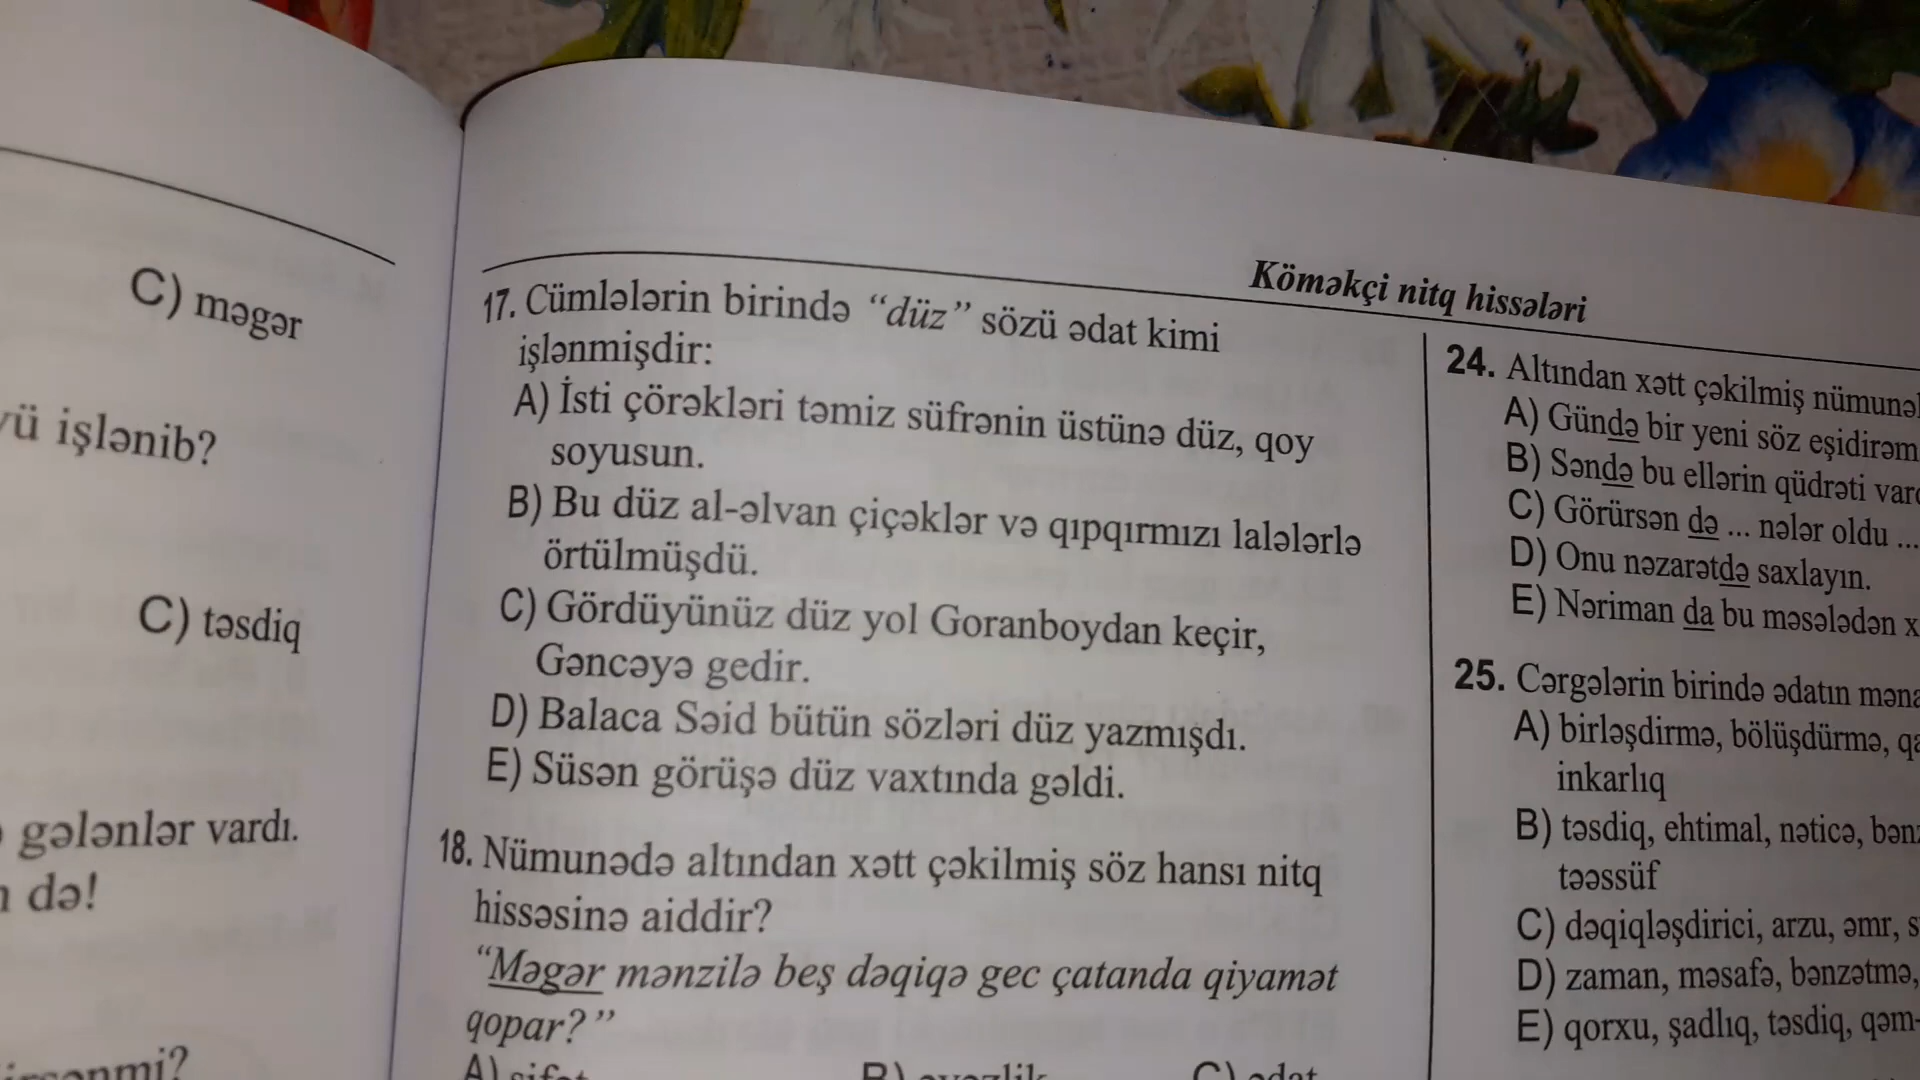 C) məgər
işlənib?
C) təsdiq
gələnlər vardı.
də!
Köməkçi nitq hissələri
17. Cümlələrin birində “düz” sözü ədat kimi
işlənmişdir:
A) İsti çörəkləri təmiz süfrənin üstünə düz, qoy
soyusun.
B) Bu düz al-əlvan çiçəklər və qıpqırmızı lalələrlə
örtülmüşdü.
C) Gördüyünüz düz yol Goranboydan keçir,
Gəncəyə gedir.
D) Balaca Səid bütün sözləri düz yazmışdı.
E) Süsən görüşə düz vaxtında gəldi.
18. Nümunədə altından xətt çəkilmiş söz hansı nitq
hissəsinə aiddir?
“Məgər mənzilə beş dəqiqə gec çatanda qiyamət
qopar?”
24. Altından xətt çəkilmiş
A) Gündə bir yeni söz eşidirəm
B) Səndə bu ellərin qüdrəti
C) Görürsən də ... nələr oldu ...
D) Onu nəzarətdə saxlayın.
E) Nəriman da bu məsələdən
25. Cərgələrin birində ədatın
A) birləşdirmə, bölüşdürmə,
inkarlıq
B) təsdiq, ehtimal, nəticə,
təəssüf
C) dəqiqləşdirici, arzu, əmr,
D) zaman, məsafə, bənzətmə,
E) qorxu, şadlıq, təsdiq,